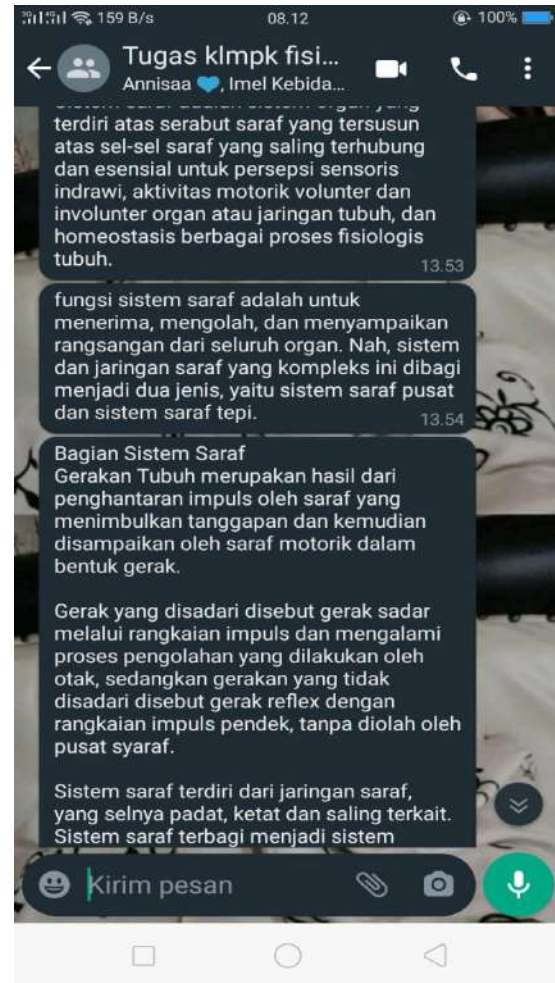 159 B/s 08.12 100%
Tugas klmpk fisi...
Annisaa 💙, Imel Kebida...
Sistem saraf adalah sistem organ yang
terdiri atas serabut saraf yang tersusun
atas sel-sel saraf yang saling terhubung
dan esensial untuk persepsi sensoris
indrawi, aktivitas motorik volunter dan
involunter organ atau jaringan tubuh, dan
homeostasis berbagai proses fisiologis
tubuh.
13.53
fungsi sistem saraf adalah untuk
menerima, mengolah, dan menyampaikan
rangsangan dari seluruh organ. Nah, sistem
dan jaringan saraf yang kompleks ini dibagi
menjadi dua jenis, yaitu sistem saraf pusat
dan sistem saraf tepi.
13.54
Bagian Sistem Saraf
Gerakan Tubuh merupakan hasil dari
penghantaran impuls oleh saraf yang
menimbulkan tanggapan dan kemudian
disampaikan oleh saraf motorik dalam
bentuk gerak.
Gerak yang disadari disebut gerak sadar
melalui rangkaian impuls dan mengalami
proses pengolahan yang dilakukan oleh
otak, sedangkan gerakan yang tidak
disadari disebut gerak reflex dengan
rangkaian impuls pendek, tanpa diolah oleh
pusat syaraf.
Sistem saraf terdiri dari jaringan saraf,
yang selnya padat, ketat dan saling terkait.
Sistem saraf terbagi menjadi sistem
Kirim pesan